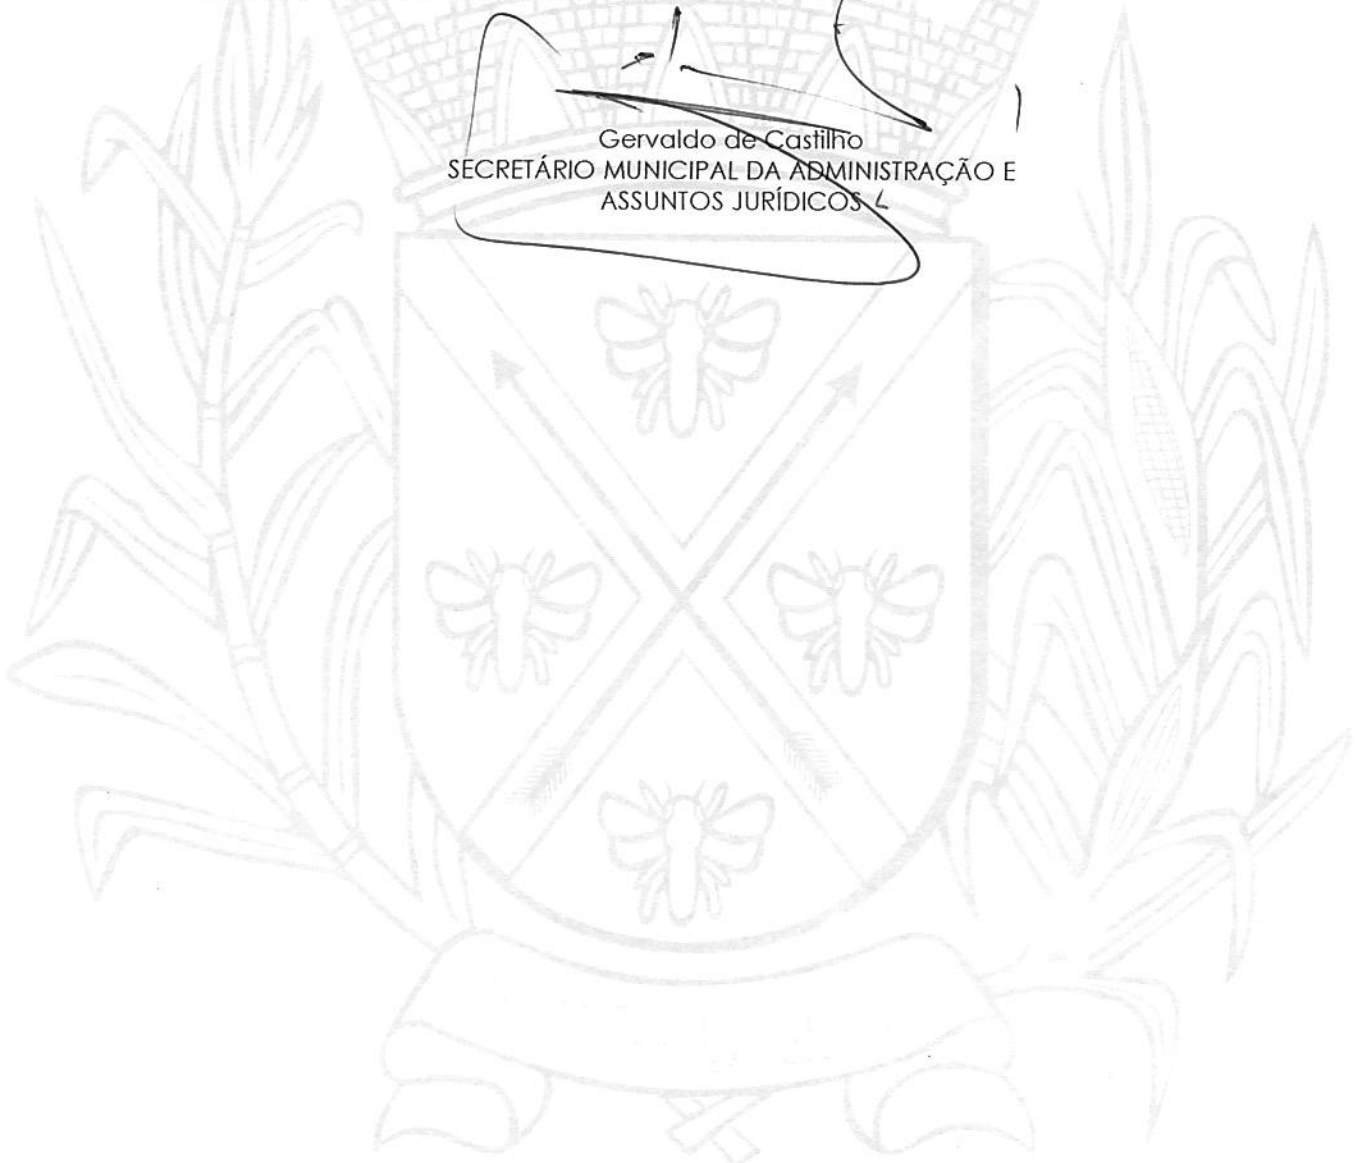 Gervaldo de Castilho
SECRETÁRIO MUNICIPAL DA ADMINISTRAÇÃO E
ASSUNTOS JURÍDICOS